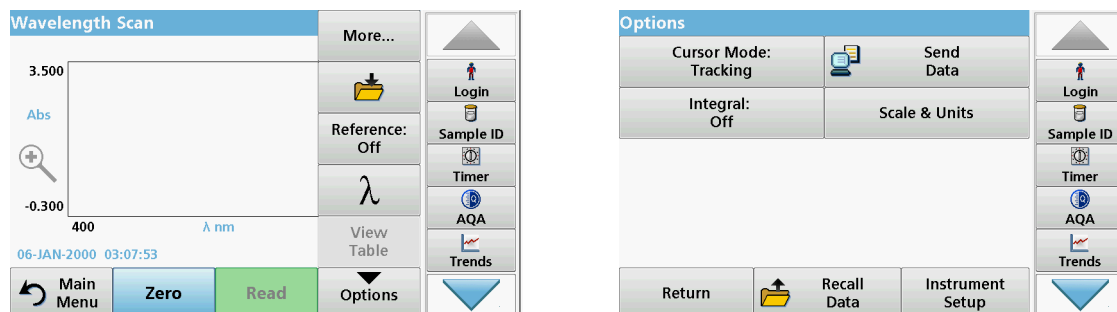 Wavelength Scan
More...
3.500
Abs
-0.300
400
λ nm
06-JAN-2000 03:07:53
Reference:
Off
λ
View
Table
Main
Menu
Zero
Read
Options
Login
Sample ID
Timer
AQA
Trends
Options
Cursor Mode:
Tracking
Send
Data
Integral:
Off
Scale & Units
Return
Recall
Data
Instrument
Setup
Login
Sample ID
Timer
AQA
Trends